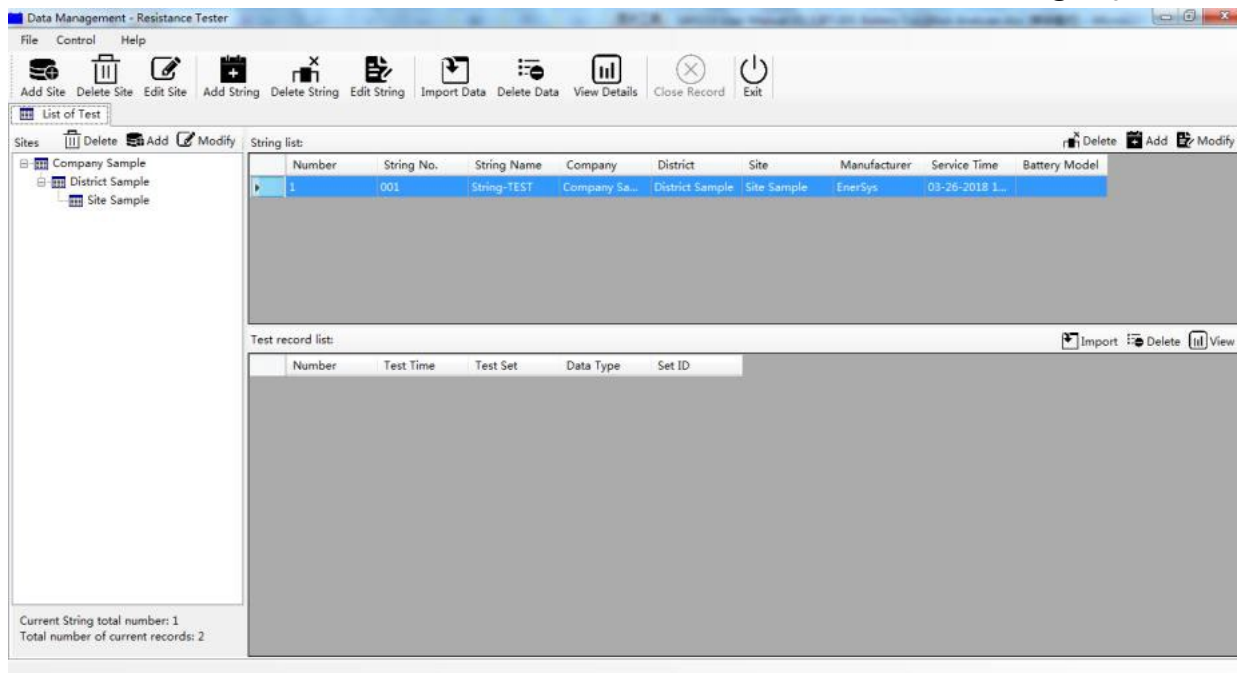 Data Management - Resistance Tester
File Control Help
Add Site Delete Site Edit Site Add String Delete String Edit String Import Data Delete Data View Details Close Record Exit
List of Test
Sites Delete Add Modify String list: Delete Add Modify
Company Sample
District Sample
Site Sample
Number String No. String Name Company District Site Manufacturer Service Time Battery Model
1 001 String-TEST Company Sa... District Sample Site Sample EnerSys 03-26-2018 1...
Test record list: Import Delete View
Number Test Time Test Set Data Type Set ID
Current String total number: 1
Total number of current records: 2